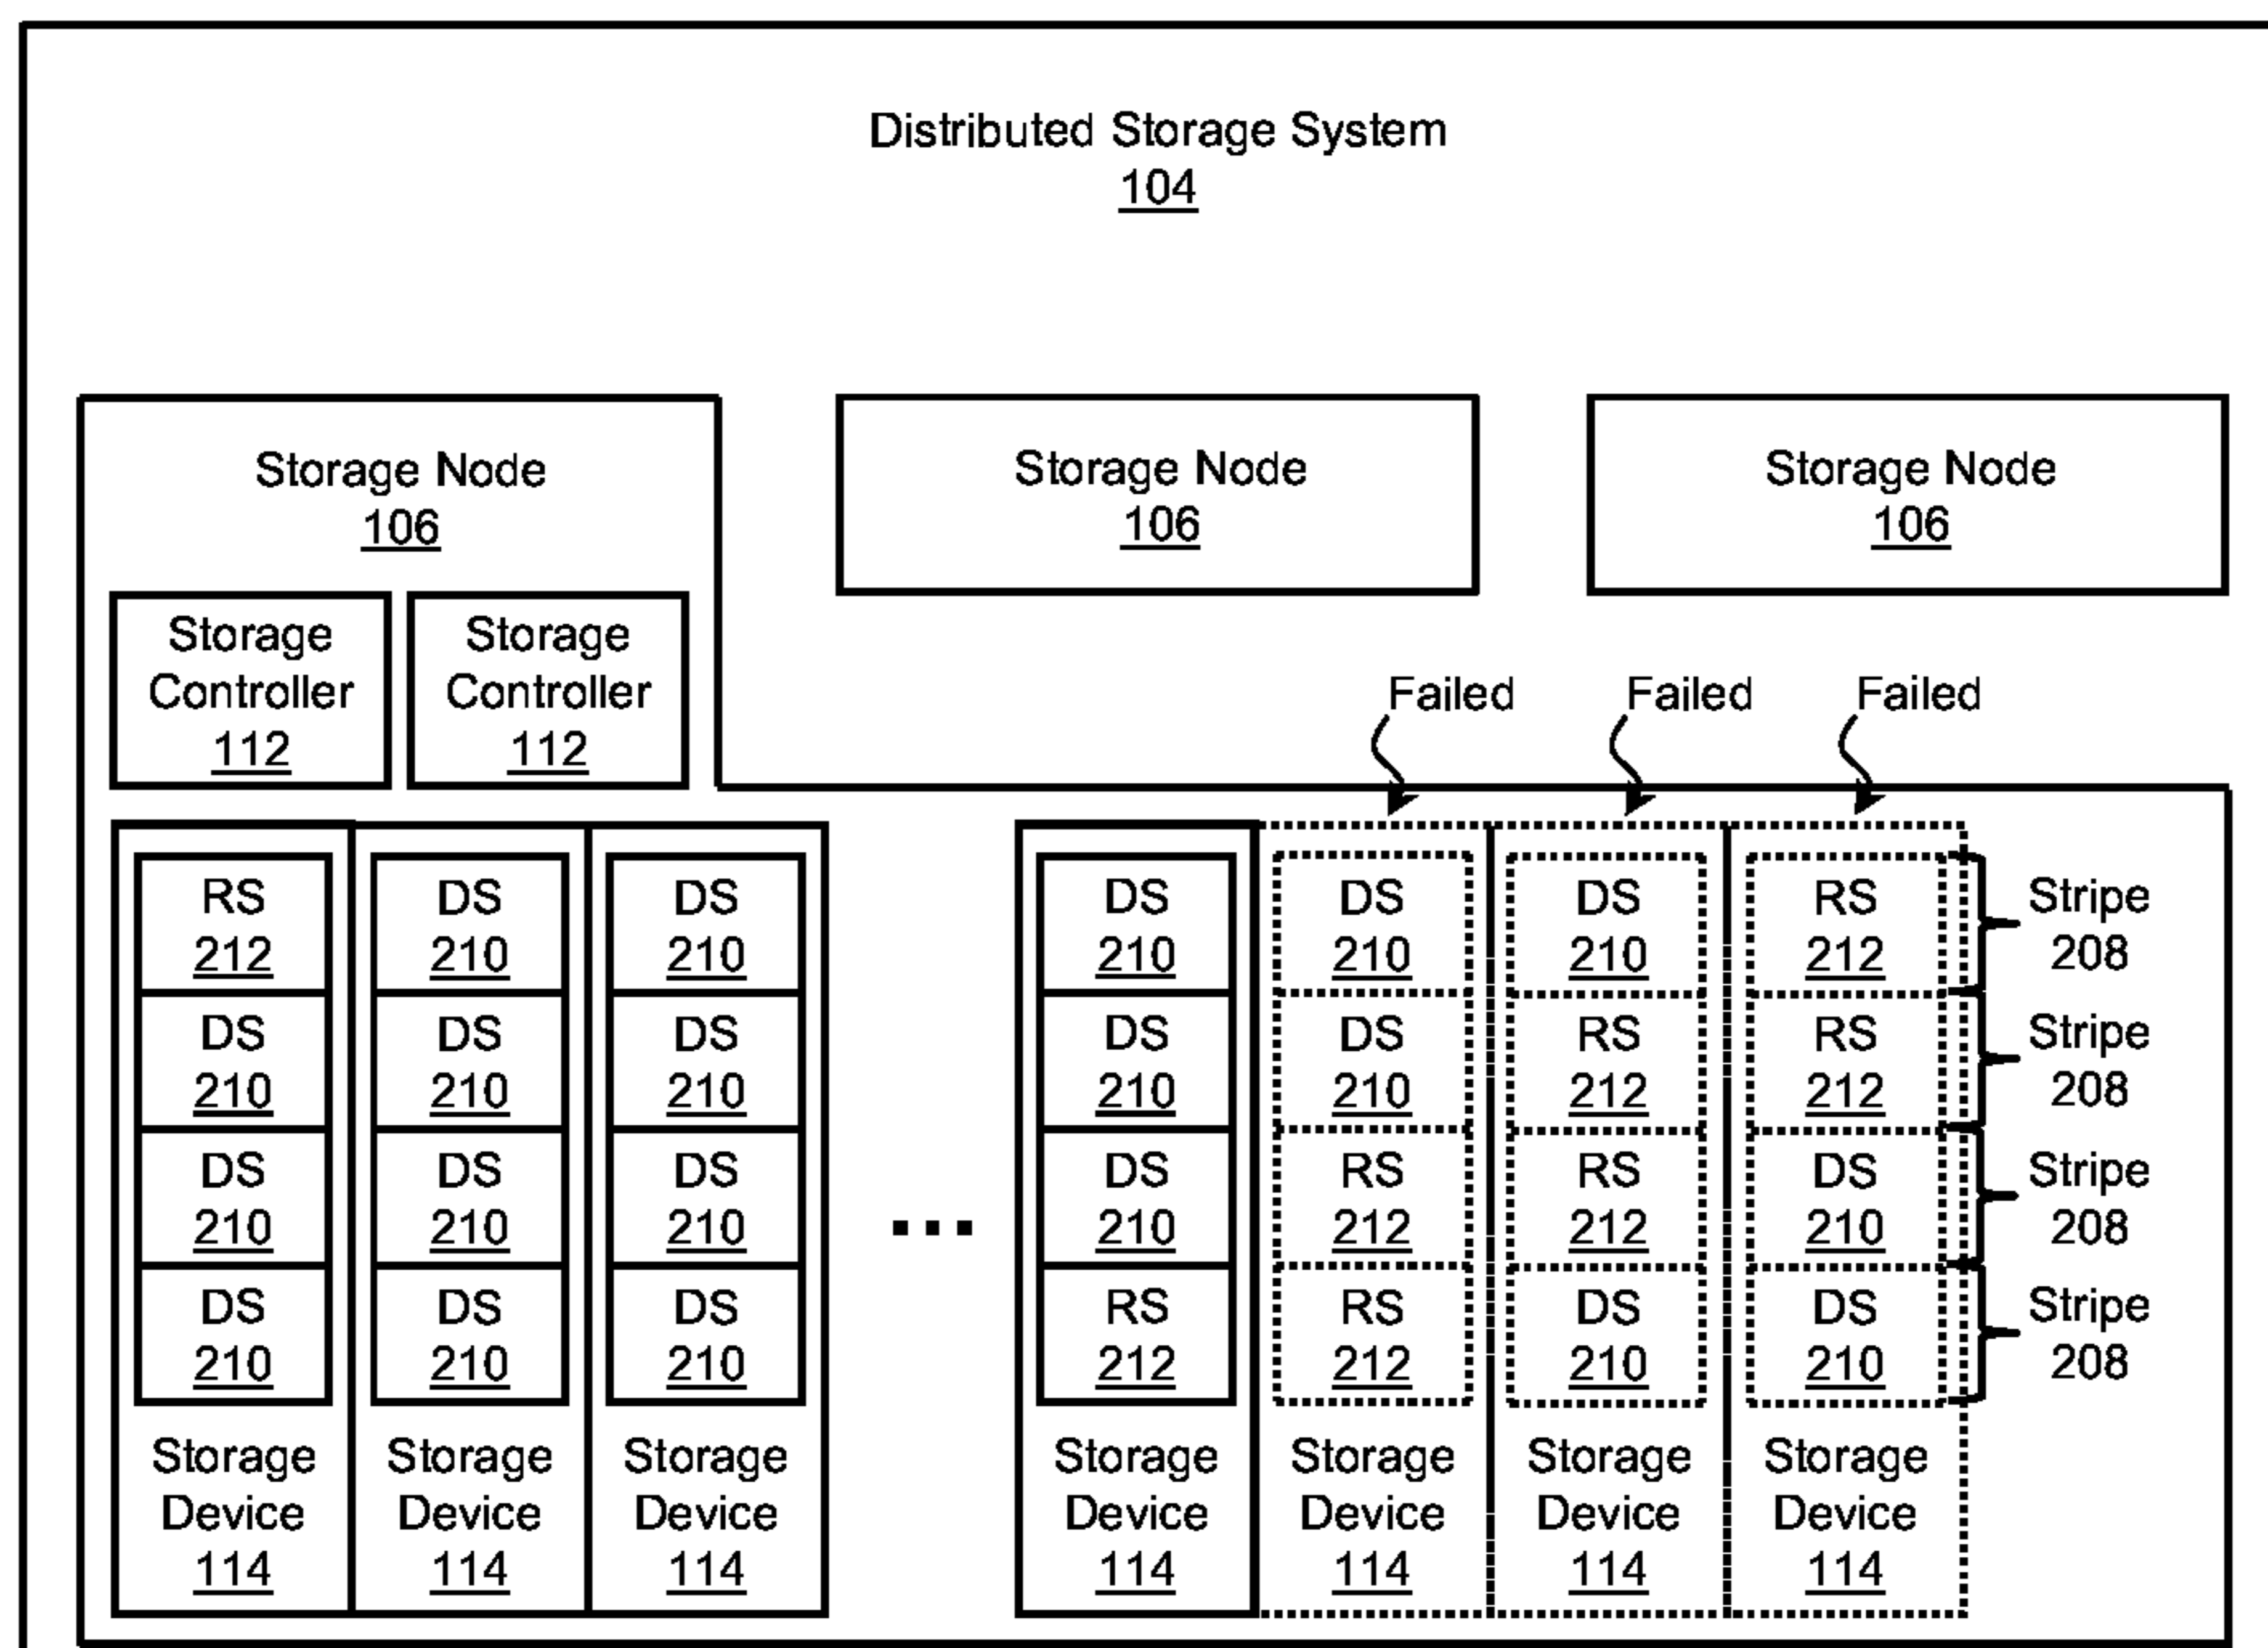 Distributed Storage System
104
Storage Node
106
Storage Node
106
Storage Node
106
Storage
Controller
112
Storage
Controller
112
Failed
Failed
Failed
RS
212
DS
210
DS
210
DS
210
DS
210
DS
210
RS
212
Stripe
208
DS
210
DS
210
DS
210
DS
210
DS
210
RS
212
RS
212
Stripe
208
DS
210
DS
210
DS
210
...
DS
210
RS
212
RS
212
DS
210
Stripe
208
DS
210
DS
210
DS
210
RS
212
RS
212
DS
210
DS
210
Stripe
208
Storage
Device
114
Storage
Device
114
Storage
Device
114
Storage
Device
114
Storage
Device
114
Storage
Device
114
Storage
Device
114